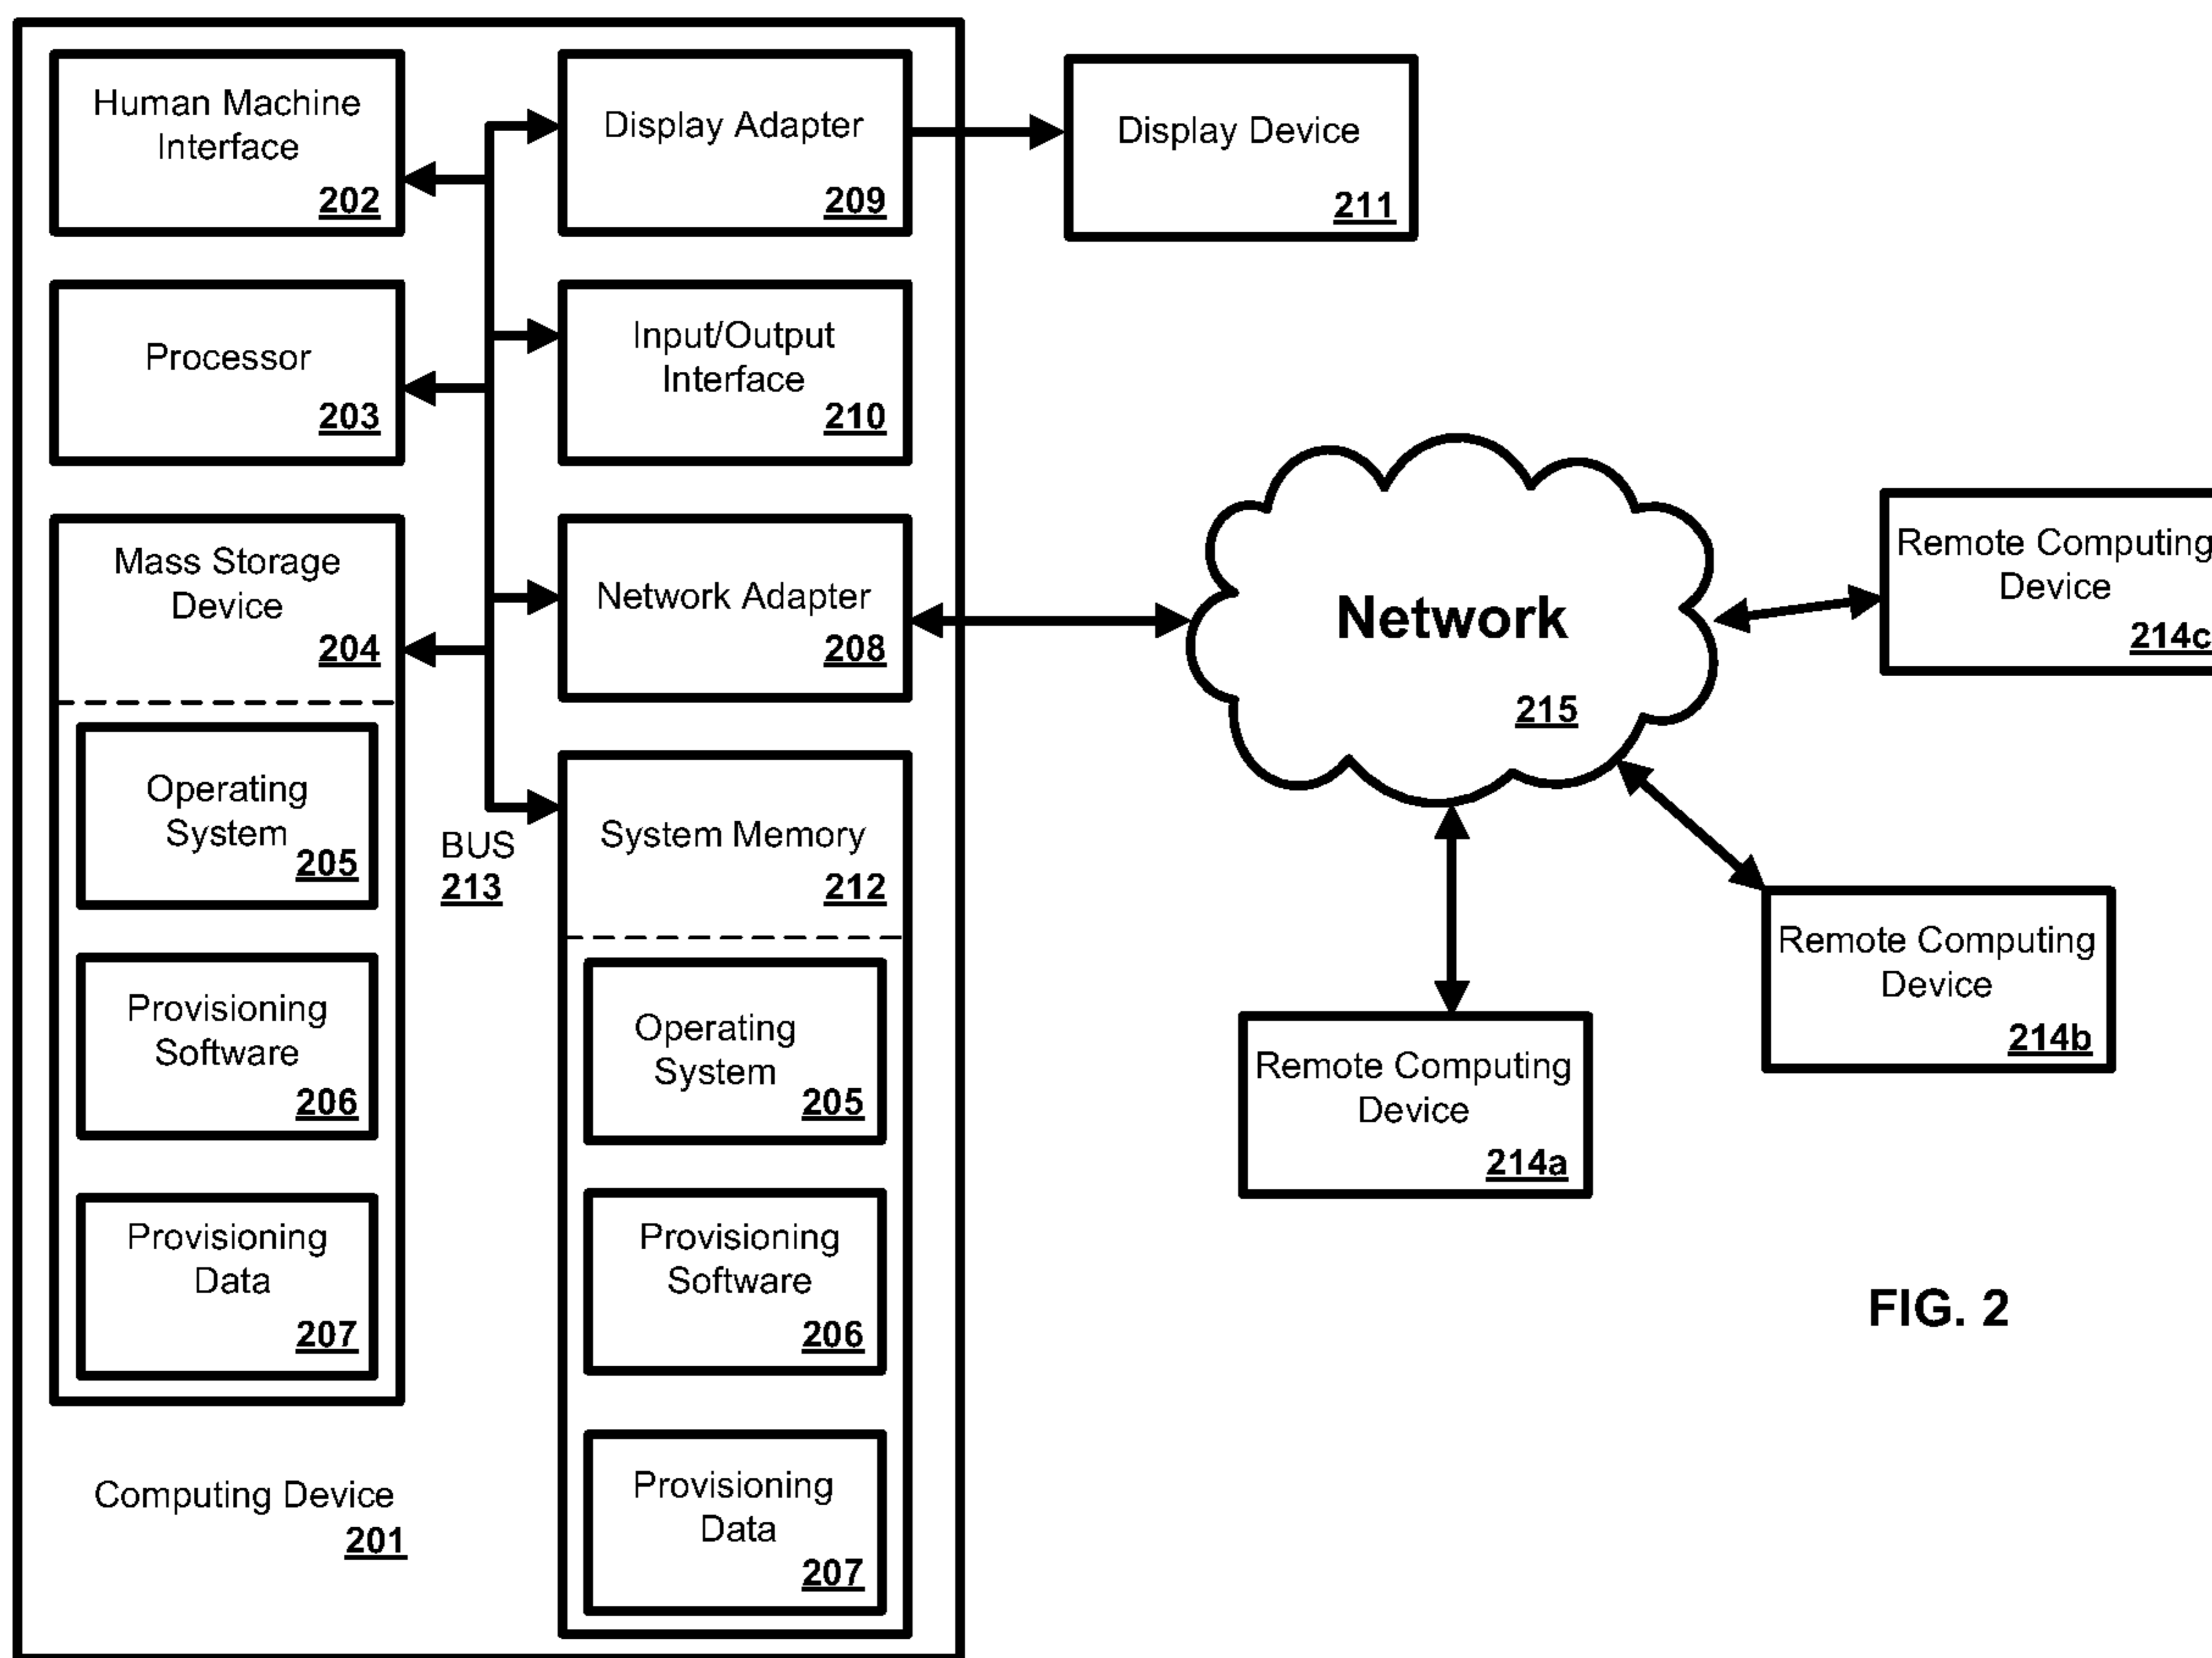 Human Machine
Interface
202
Display Adapter
209
Display Device
211
Processor
203
Input/Output
Interface
210
Mass Storage
Device
204
Network Adapter
208
Network
215
Remote Computing
Device
214c
Operating
System
205
BUS
213
System Memory
212
Remote Computing
Device
214b
Provisioning
Software
206
Operating
System
205
Remote Computing
Device
214a
Provisioning
Data
207
Provisioning
Software
206
FIG. 2
Computing Device
201
Provisioning
Data
207